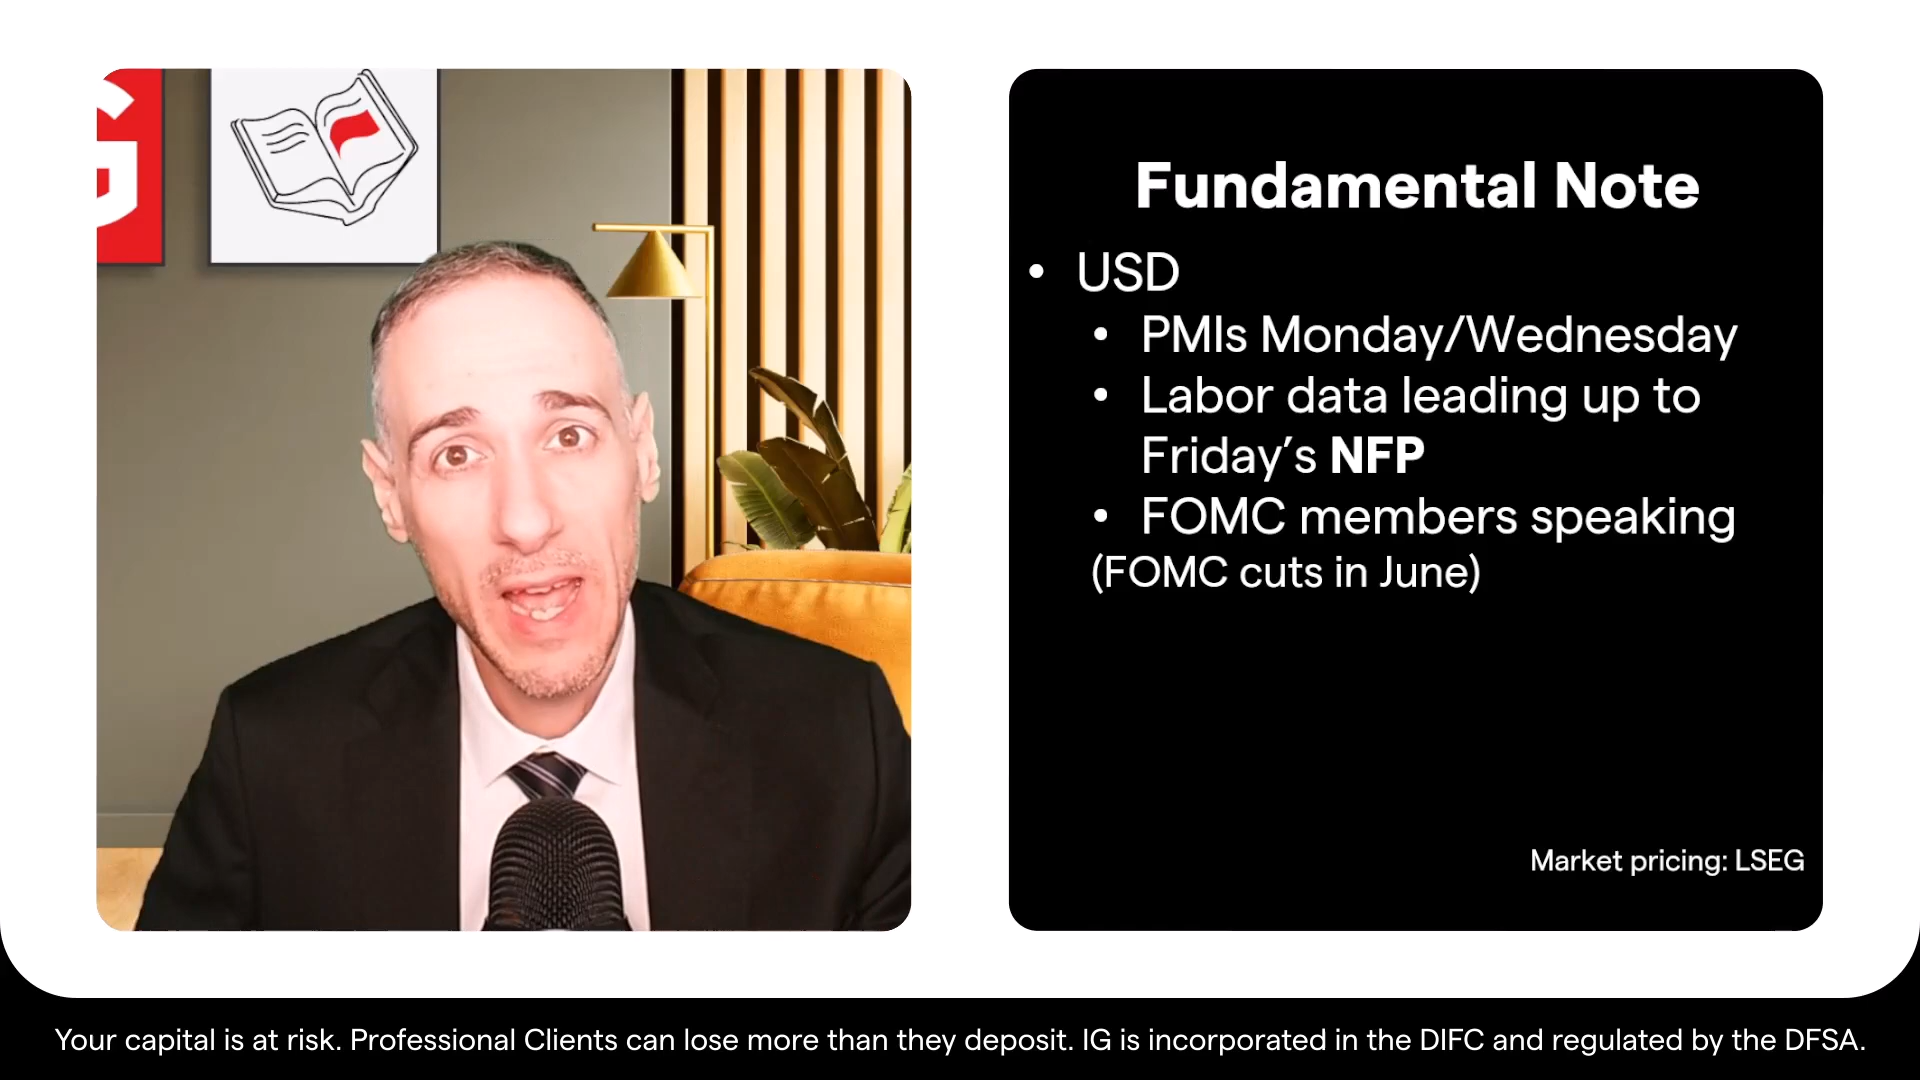 G
Fundamental Note
• USD
• PMIs Monday/Wednesday
• Labor data leading up to
Friday’s NFP
• FOMC members speaking
(FOMC cuts in June)
Market pricing: LSEG
Your capital is at risk. Professional Clients can lose more than they deposit. IG is incorporated in the DIFC and regulated by the DFSA.